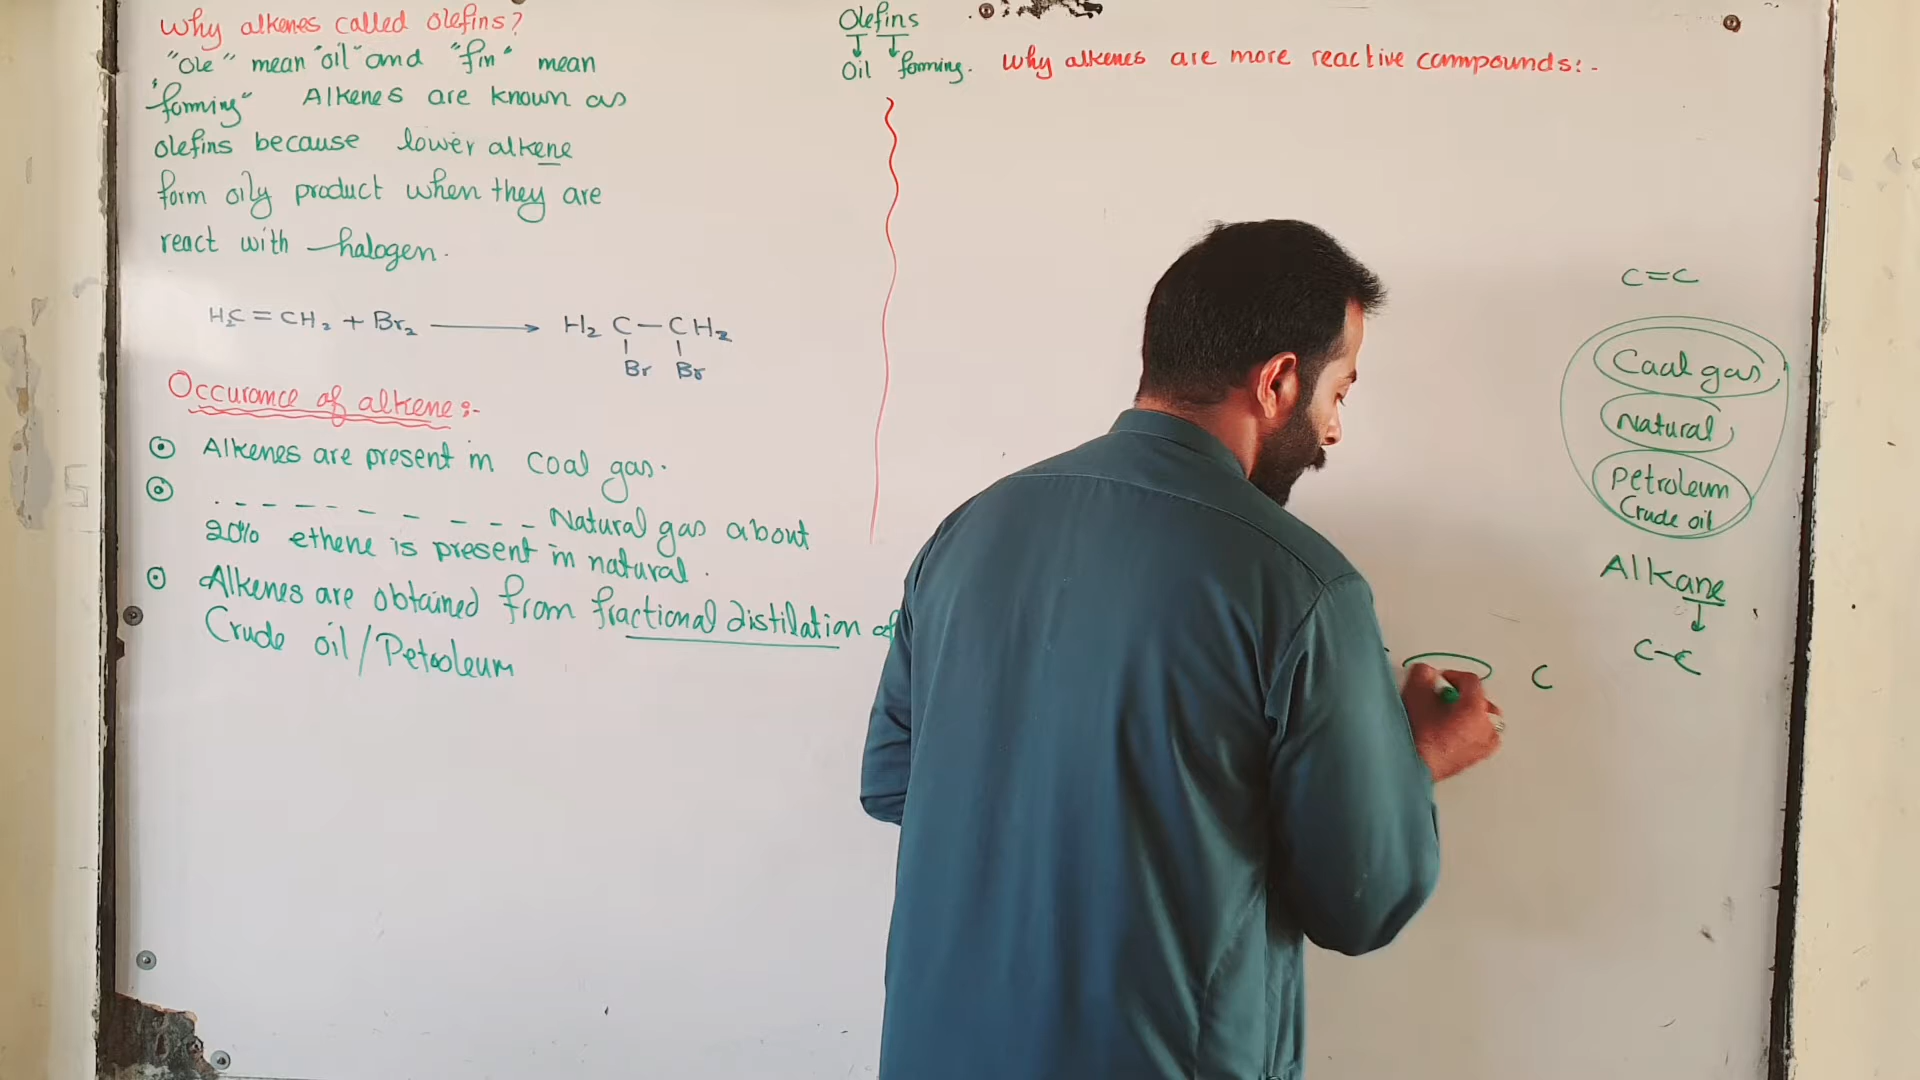 Why alkenes called olefins?
"Ole" mean "oil" and "fin" mean
"forming" Alkenes are known as
olefins because lower alkene
form oily product when they are
react with halogen.
H2C=CH2 + Br2 → H2 C-CH2
Br Br
Occurance of alkene:-
Alkenes are present in coal gas.
- - - - - - - - - Natural gas about
20% ethene is present in natural.
Alkenes are obtained from fractional distilation of
Crude oil/Petroleum
Olefins
Oil forming.
Why alkenes are more reactive compounds:-
C=C
Coal gas
Natural
Petroleum
Crude oil
Alkane
C-C
C